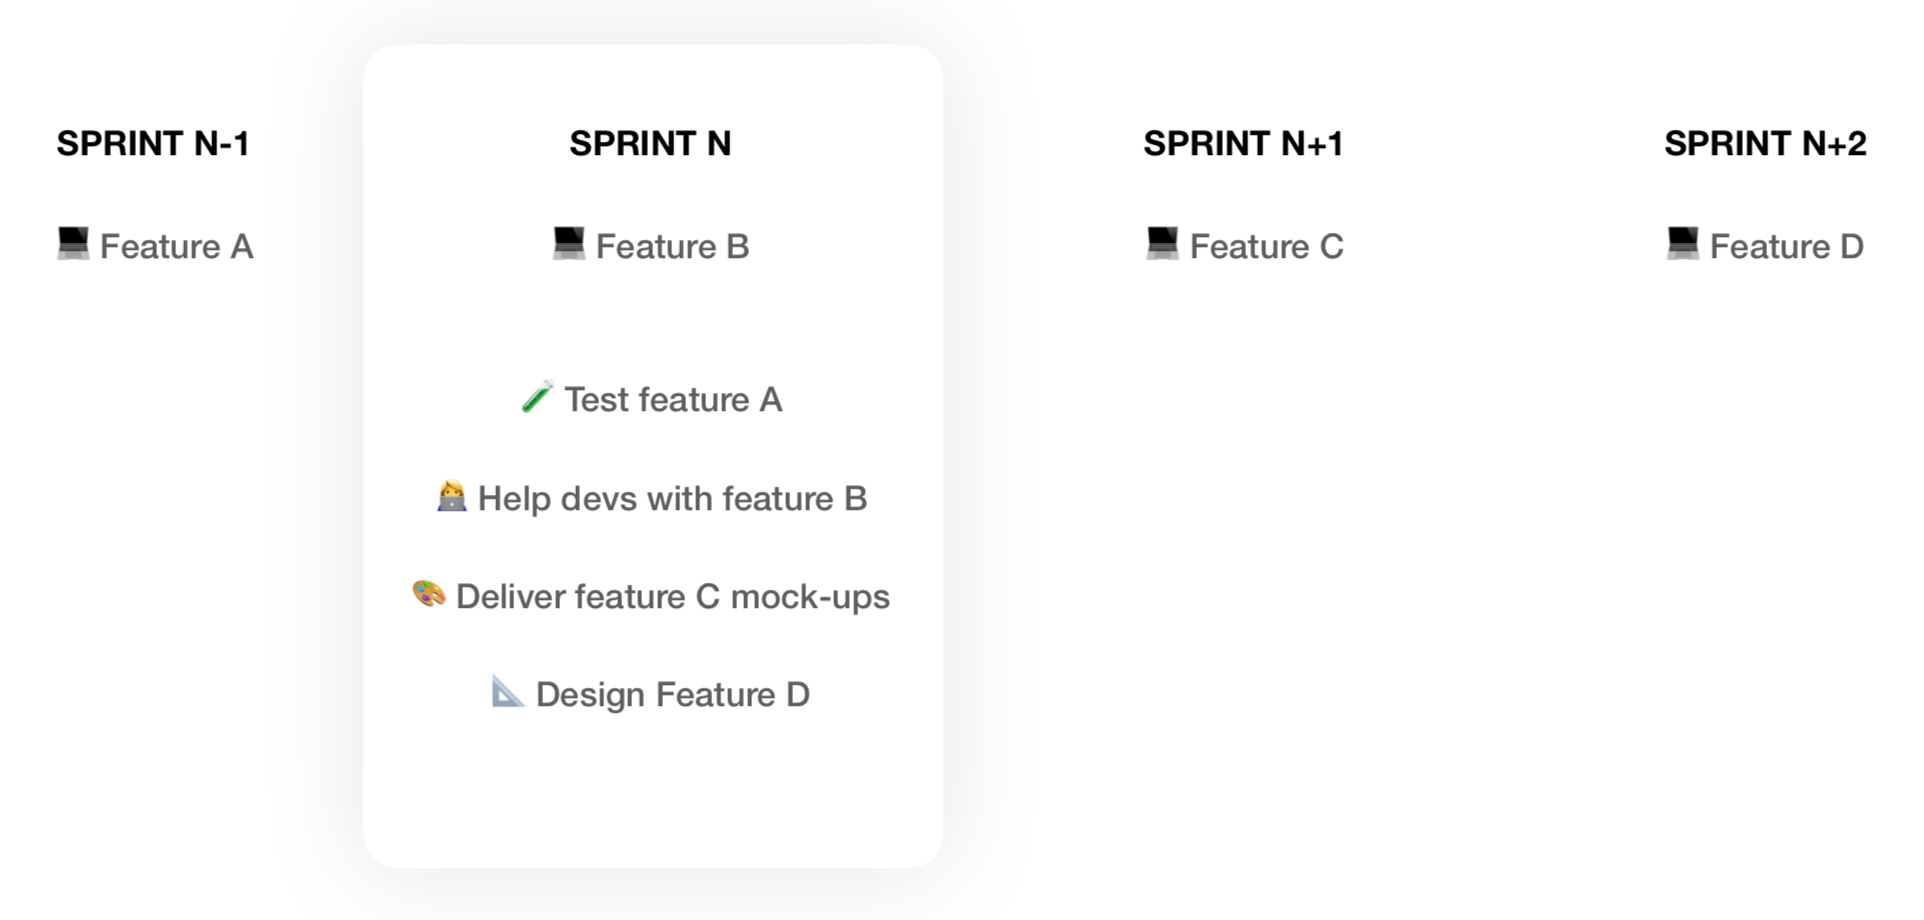 SPRINT N-1
SPRINT N
SPRINT N+1
SPRINT N+2
💻 Feature A
💻 Feature B
💻 Feature C
💻 Feature D
🧪 Test feature A
👩‍💻 Help devs with feature B
🎨 Deliver feature C mock-ups
📐 Design Feature D